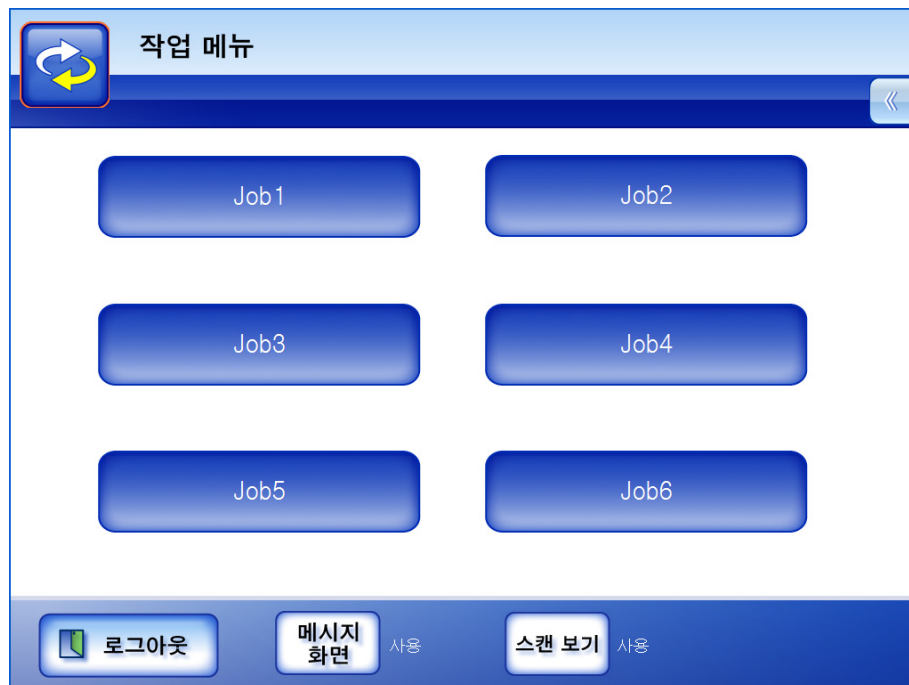 작업 메뉴
Job1
Job2
Job3
Job4
Job5
Job6
로그아웃
메시지
화면
사용
스캔 보기
사용